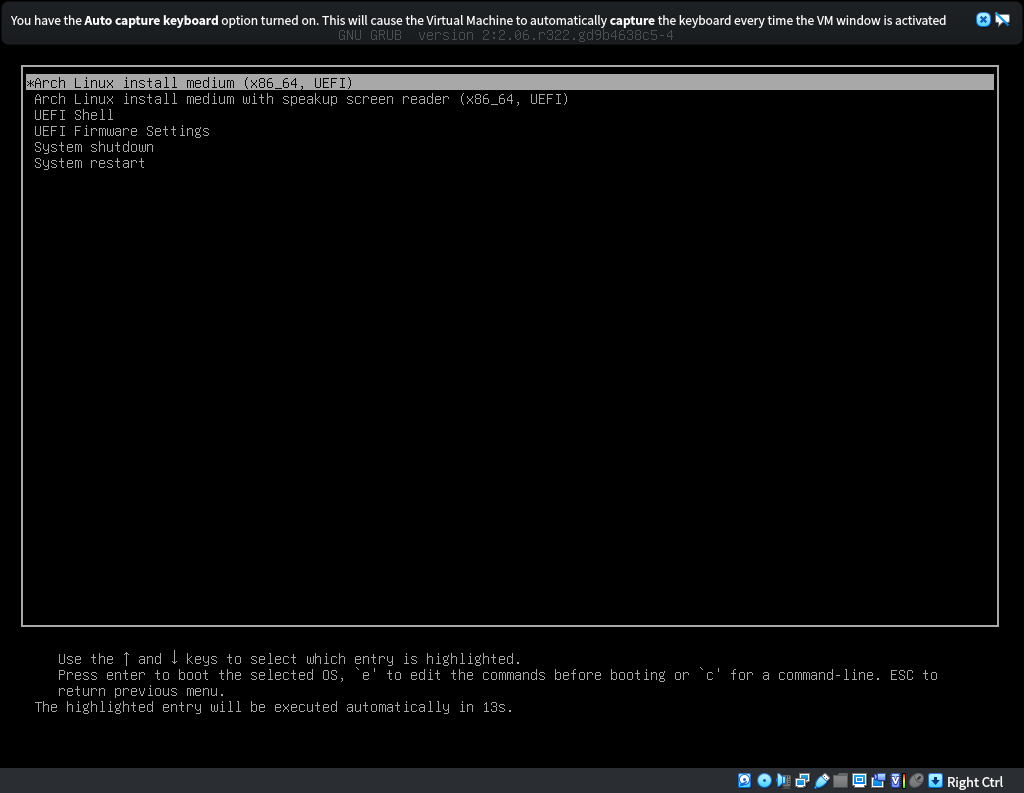 You have the Auto capture keyboard option turned on. This will cause the Virtual Machine to automatically capture the keyboard every time the VM window is activated
GNU GRUB  version 2:2.06.r322.gd9b4638c5-4
*Arch Linux install medium (x86_64, UEFI)
Arch Linux install medium with speakup screen reader (x86_64, UEFI)
UEFI Shell
UEFI Firmware Settings
System shutdown
System restart
Use the ↑ and ↓ keys to select which entry is highlighted.
Press enter to boot the selected OS, `e' to edit the commands before booting or `c' for a command-line. ESC to
return previous menu.
The highlighted entry will be executed automatically in 13s.
Right Ctrl